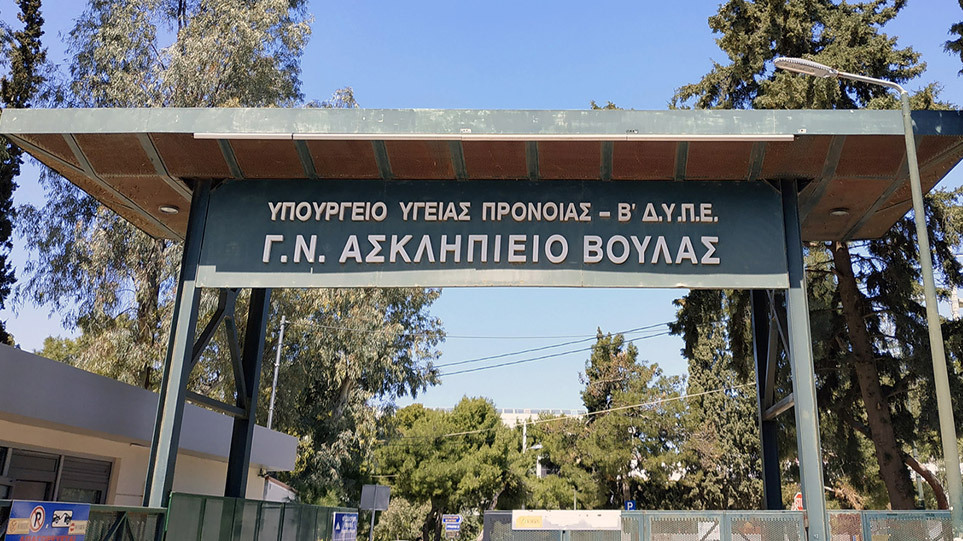 ΥΠΟΥΡΓΕΙΟ ΥΓΕΙΑΣ ΠΡΟΝΟΙΑΣ – Β' Δ.Υ.Π.Ε.
Γ.Ν. ΑΣΚΛΗΠΙΕΙΟ ΒΟΥΛΑΣ
P
R